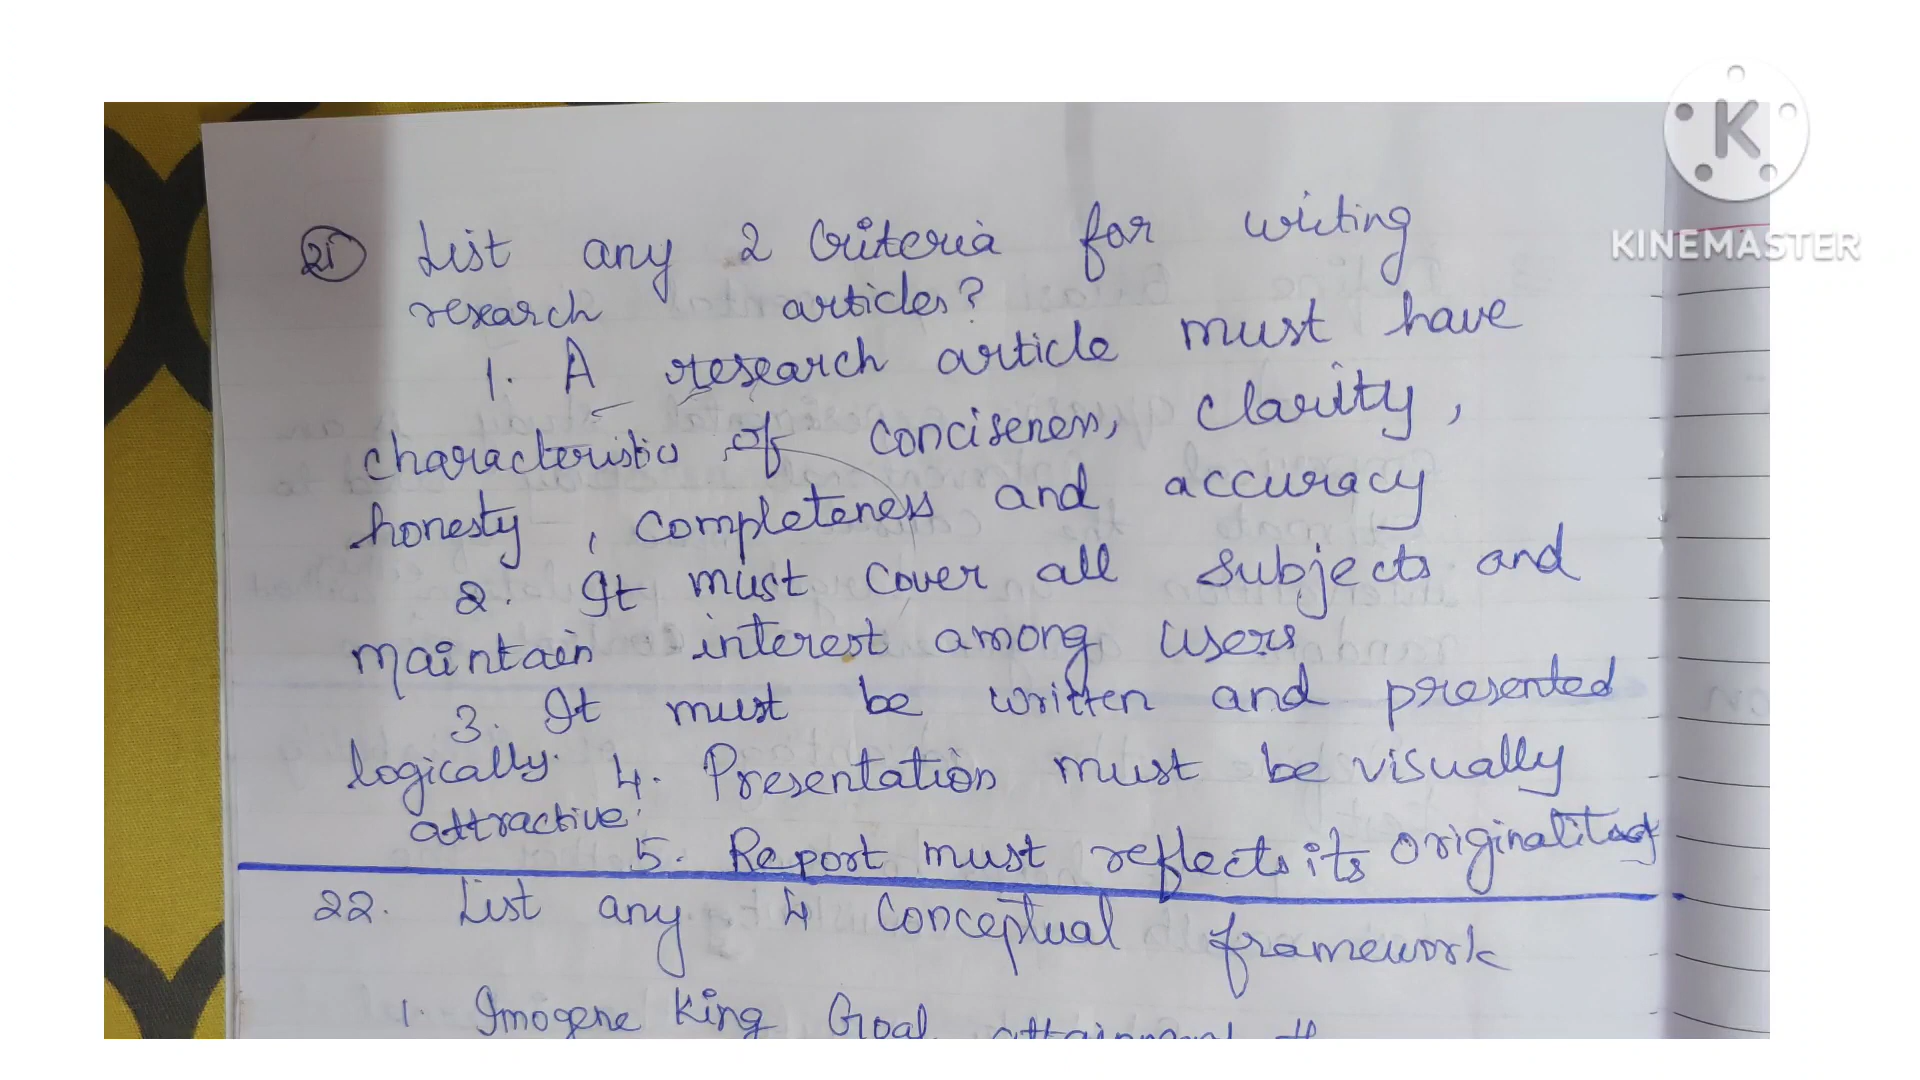 21 List any 2 Criteria for writing
research articles?
1. A research article must have
characteristic of conciseness, clarity,
honesty, completeness and accuracy
2. It must cover all subjects and
maintain interest among users
3. It must be written and presented
logically. 4. Presentation must be visually
attractive.
5. Report must reflects its originality
22. List any 4 Conceptual framework
1. Imogene King Goal attainment
K
KINEMASTER